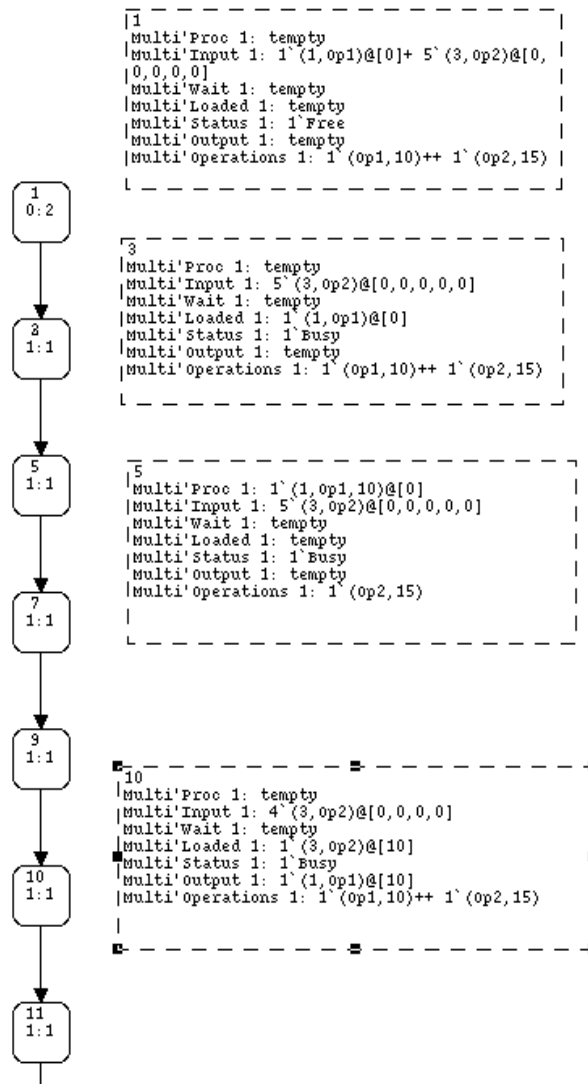 1
Multi'Proc 1: tempty
Multi'Input 1: 1`(1,Op1)@[0]+ 5`(3,Op2)@[0,
0,0,0,0]
Multi'Wait 1: tempty
Multi'Loaded 1: tempty
Multi'Status 1: 1`Free
Multi'Output 1: tempty
Multi'Operations 1: 1`(Op1,10)++ 1`(Op2,15)
1
0:2
3
Multi'Proc 1: tempty
Multi'Input 1: 5`(3,Op2)@[0,0,0,0,0]
Multi'Wait 1: tempty
Multi'Loaded 1: 1`(1,Op1)@[0]
Multi'Status 1: 1`Busy
Multi'Output 1: tempty
Multi'Operations 1: 1`(Op1,10)++ 1`(Op2,15)
3
1:1
5
1:1
5
Multi'Proc 1: 1`(1,Op1,10)@[0]
Multi'Input 1: 5`(3,Op2)@[0,0,0,0,0]
Multi'Wait 1: tempty
Multi'Loaded 1: tempty
Multi'Status 1: 1`Busy
Multi'Output 1: tempty
Multi'Operations 1: 1`(Op2,15)
7
1:1
9
1:1
10
Multi'Proc 1: tempty
Multi'Input 1: 4`(3,Op2)@[0,0,0,0]
Multi'Wait 1: tempty
Multi'Loaded 1: 1`(3,Op2)@[10]
Multi'Status 1: 1`Busy
Multi'Output 1: 1`(1,Op1)@[10]
Multi'Operations 1: 1`(Op1,10)++ 1`(Op2,15)
10
1:1
11
1:1